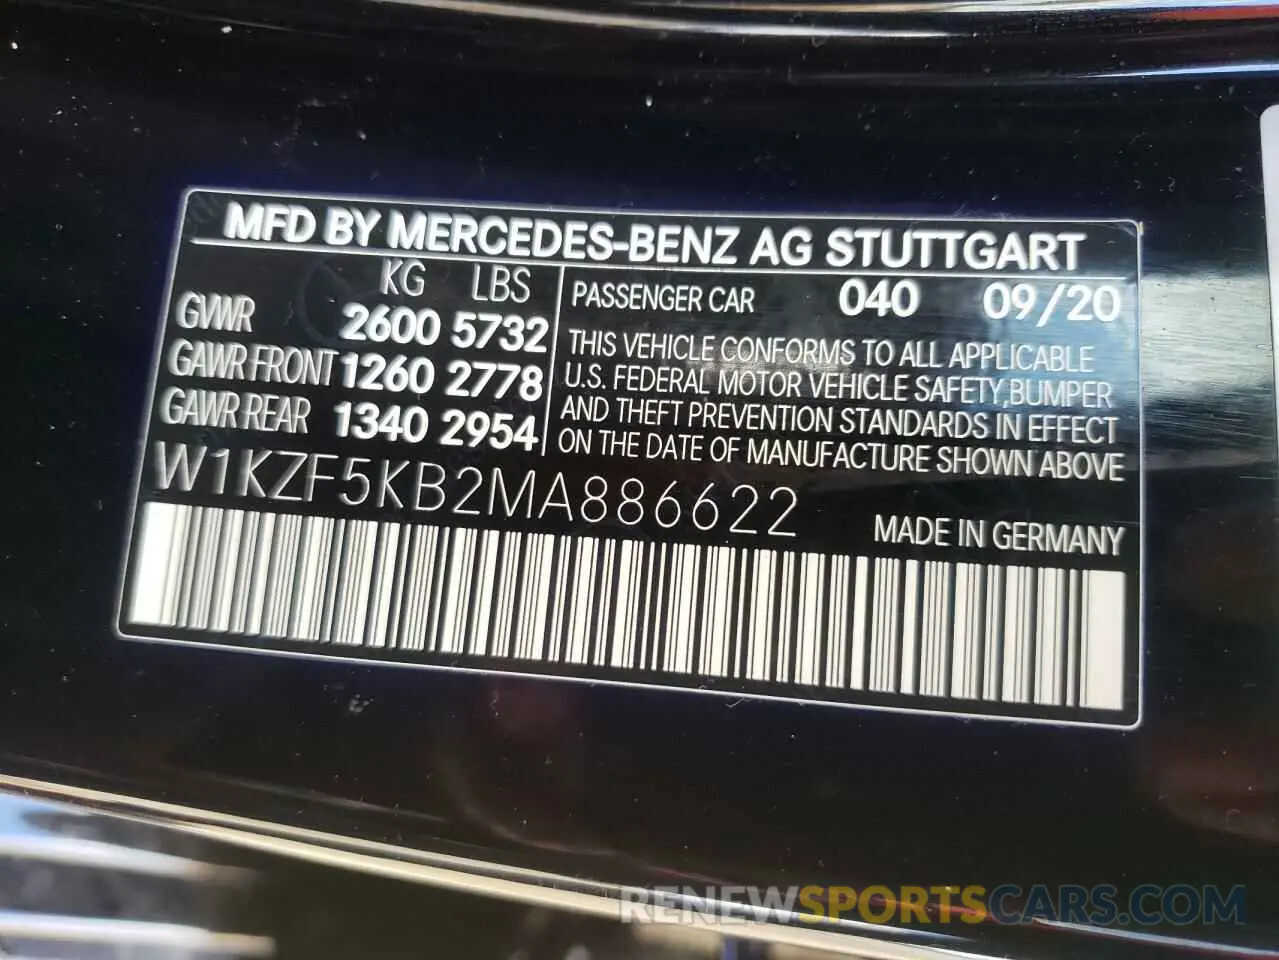 MFD BY MERCEDES-BENZ AG STUTTGART
KG LBS
GVWR 2600 5732
GAWR FRONT 1260 2778
GAWR REAR 1340 2954
PASSENGER CAR 040 09/20
THIS VEHICLE CONFORMS TO ALL APPLICABLE
U.S. FEDERAL MOTOR VEHICLE SAFETY,BUMPER
AND THEFT PREVENTION STANDARDS IN EFFECT
ON THE DATE OF MANUFACTURE SHOWN ABOVE
W1KZF5KB2MA886622
MADE IN GERMANY
RENEWSPORTSCARS.COM